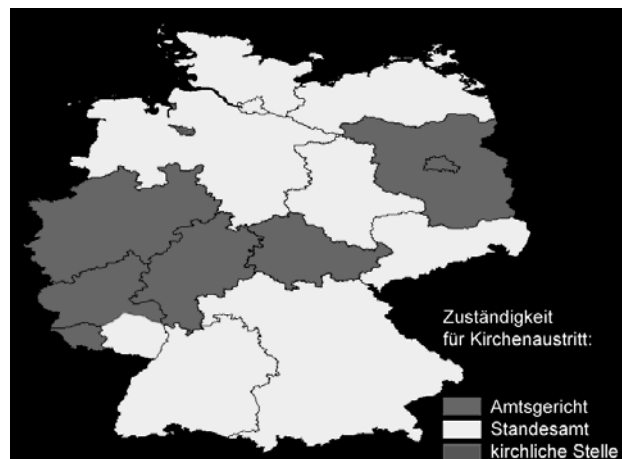 Zuständigkeit
für Kirchenaustritt:
Amtsgericht
Standesamt
kirchliche Stelle